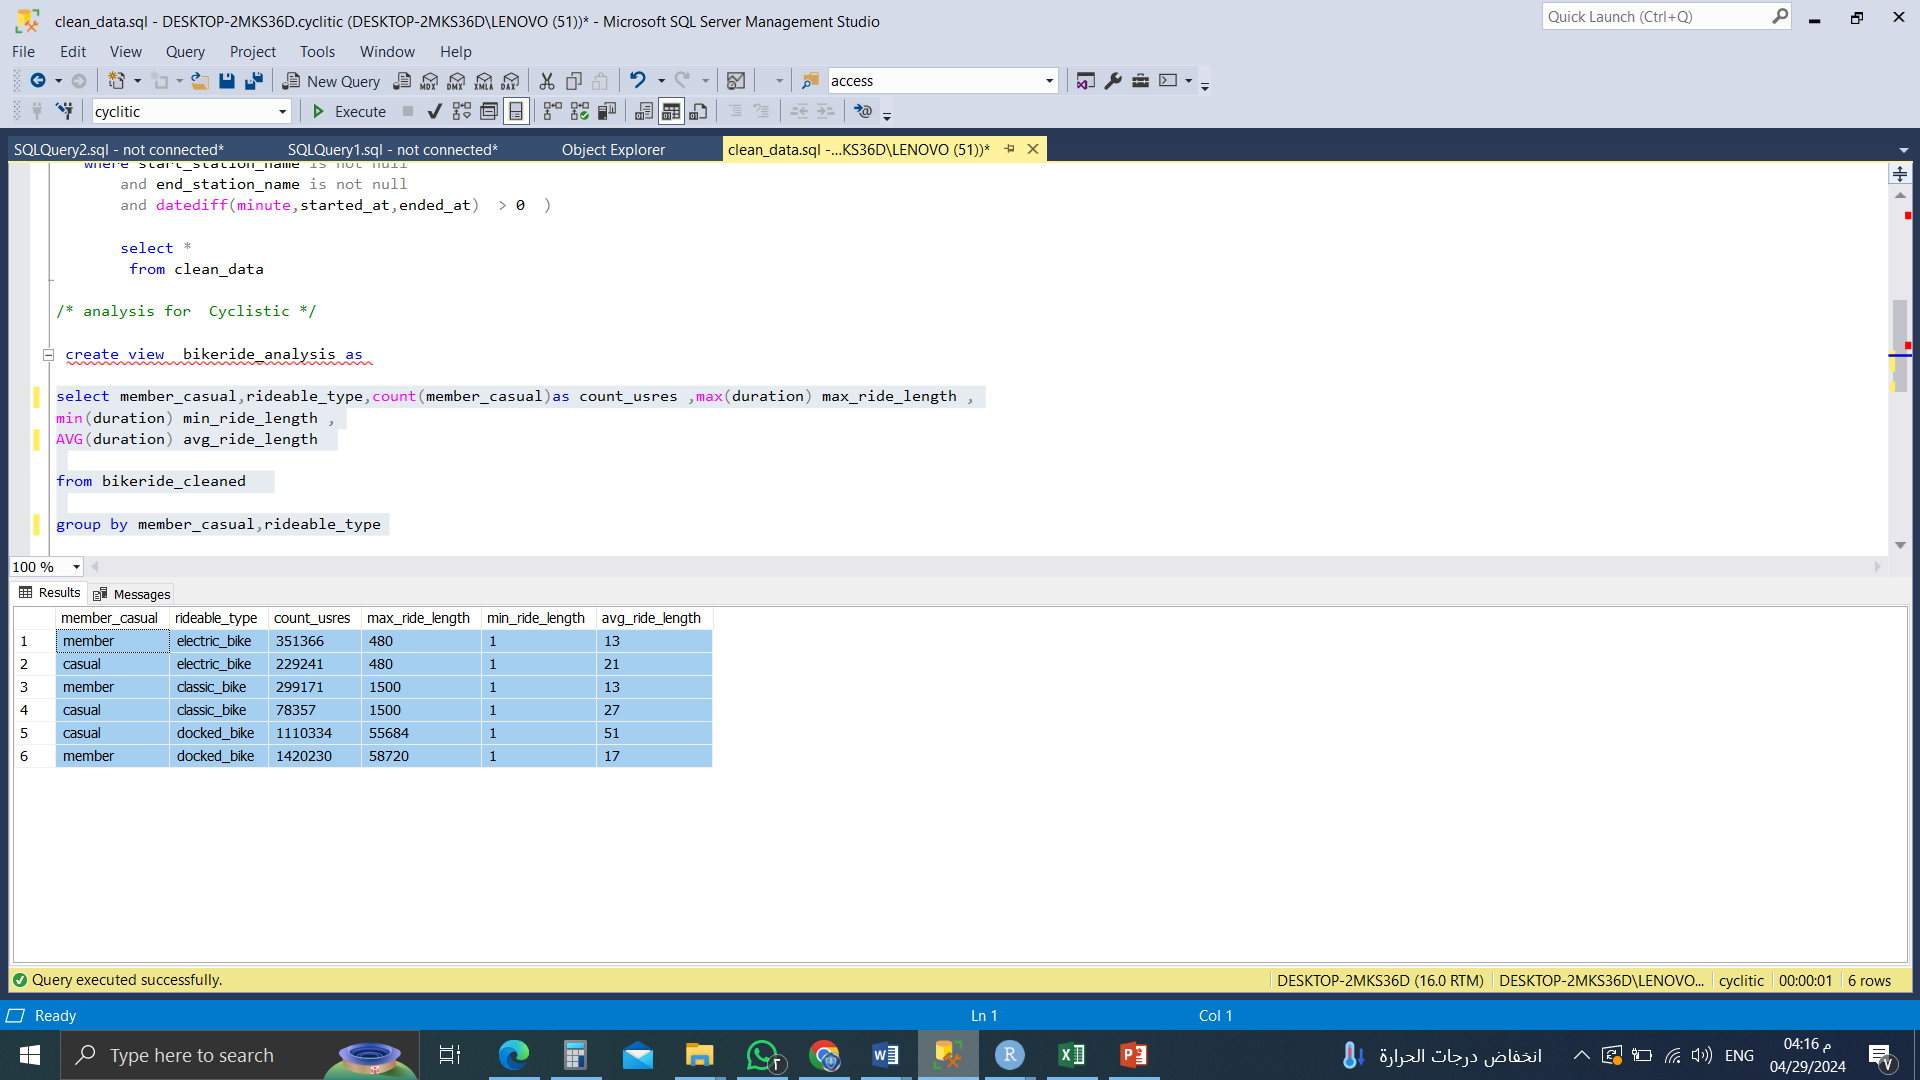 clean_data.sql - DESKTOP-2MKS36D.cyclitic (DESKTOP-2MKS36D\LENOVO (51))* - Microsoft SQL Server Management Studio
Quick Launch (Ctrl+Q)
File Edit View Query Project Tools Window Help
New Query MDX DMX XMLA DAX access
cyclitic Execute
SQLQuery2.sql - not connected* SQLQuery1.sql - not connected* Object Explorer clean_data.sql -...KS36D\LENOVO (51))*
where start_station_name is not null
and end_station_name is not null
and datediff(minute,started_at,ended_at) > 0 )
select *
from clean_data
/* analysis for Cyclistic */
create view bikeride_analysis as
select member_casual,rideable_type,count(member_casual)as count_usres ,max(duration) max_ride_length ,
min(duration) min_ride_length ,
AVG(duration) avg_ride_length
from bikeride_cleaned
group by member_casual,rideable_type
100 %
Results Messages
member_casual rideable_type count_usres max_ride_length min_ride_length avg_ride_length
1 member electric_bike 351366 480 1 13
2 casual electric_bike 229241 480 1 21
3 member classic_bike 299171 1500 1 13
4 casual classic_bike 78357 1500 1 27
5 casual docked_bike 1110334 55684 1 51
6 member docked_bike 1420230 58720 1 17
Query executed successfully. DESKTOP-2MKS36D (16.0 RTM) DESKTOP-2MKS36D\LENOVO... cyclitic 00:00:01 6 rows
Ready Ln 1 Col 1
Type here to search انخفاض درجات الحرارة ENG
04:16 م
04/29/2024